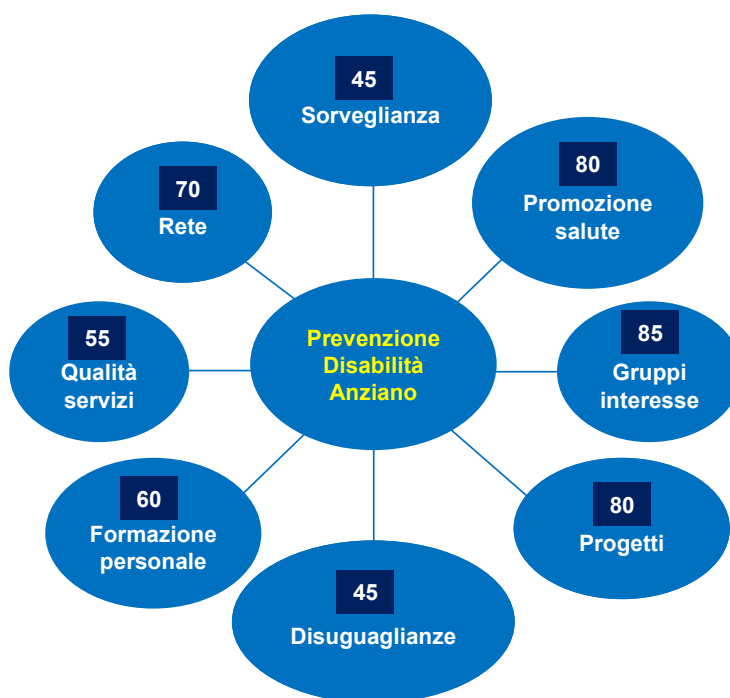 45
Sorveglianza
80
Promozione
salute
70
Rete
Prevenzione
Disabilità
Anziano
55
Qualità
servizi
85
Gruppi
interesse
60
Formazione
personale
80
Progetti
45
Disuguaglianze